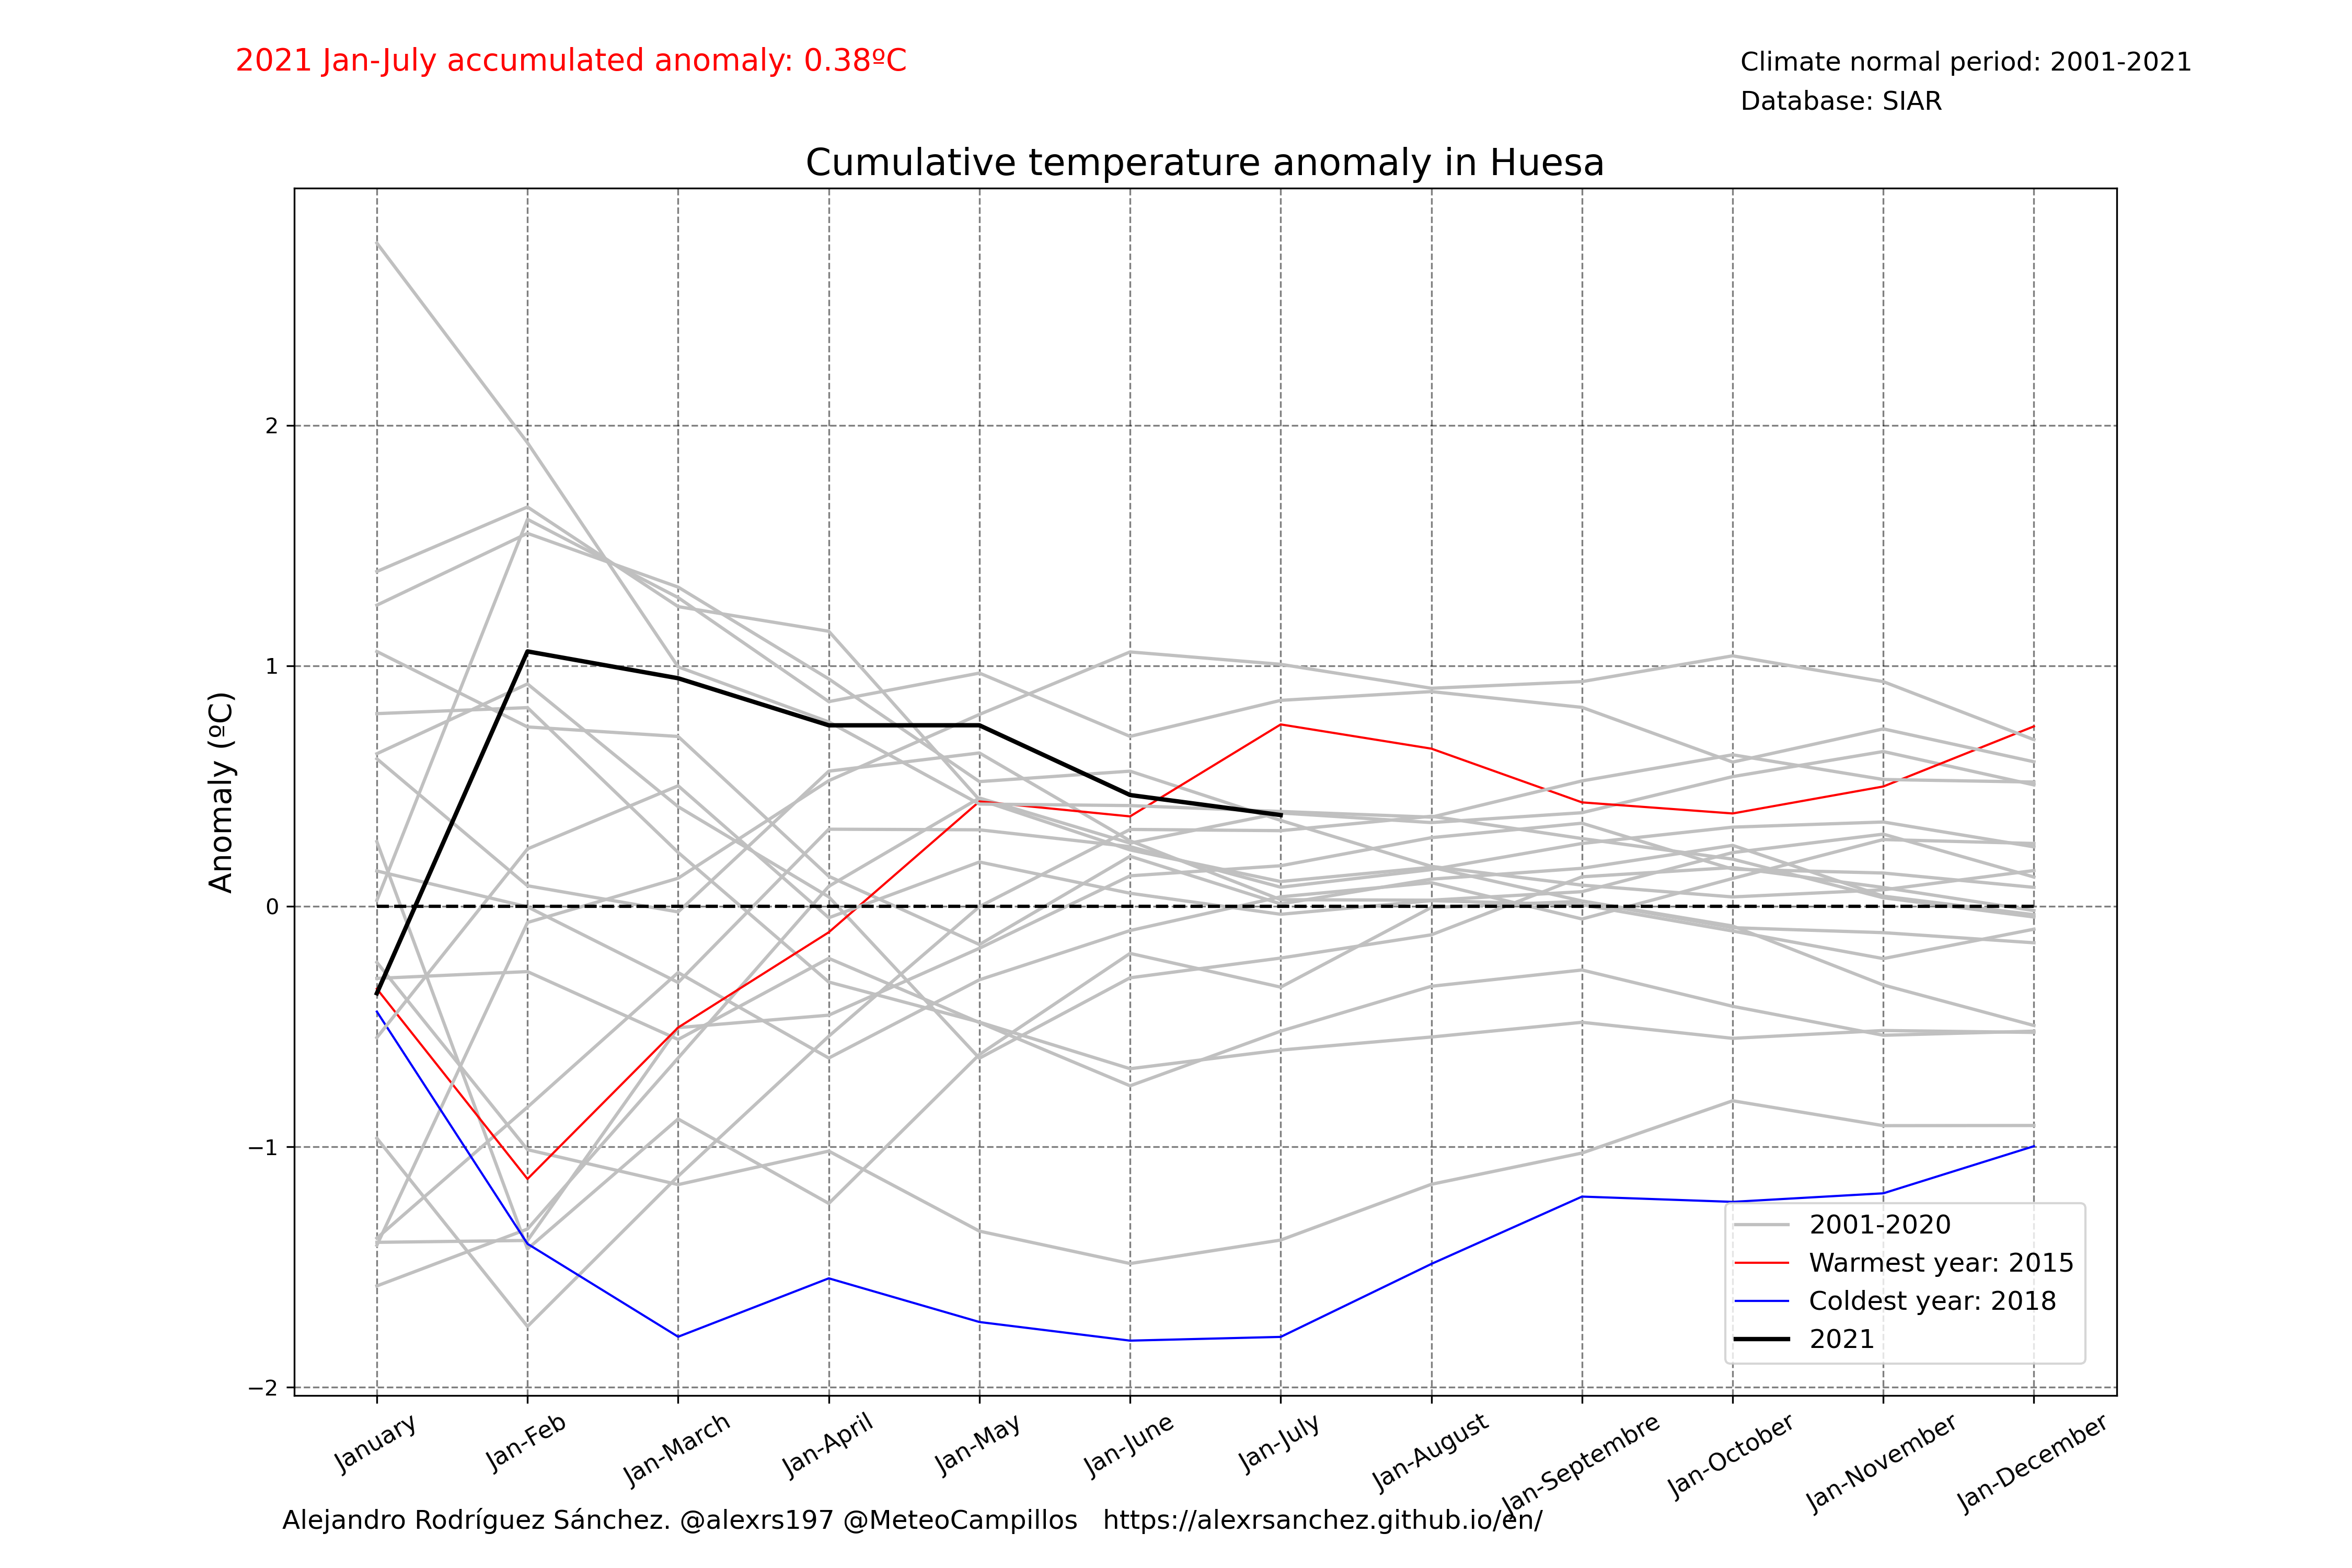 2021 Jan-July accumulated anomaly: 0.38ºC
Climate normal period: 2001-2021
Database: SIAR
Cumulative temperature anomaly in Huesa
Anomaly (ºC)
2
1
0
−1
−2
January
Jan-Feb
Jan-March
Jan-April
Jan-May
Jan-June
Jan-July
Jan-August
Jan-Septembre
Jan-October
Jan-November
Jan-December
2001-2020
Warmest year: 2015
Coldest year: 2018
2021
Alejandro Rodríguez Sánchez. @alexrs197 @MeteoCampillos https://alexrsanchez.github.io/en/